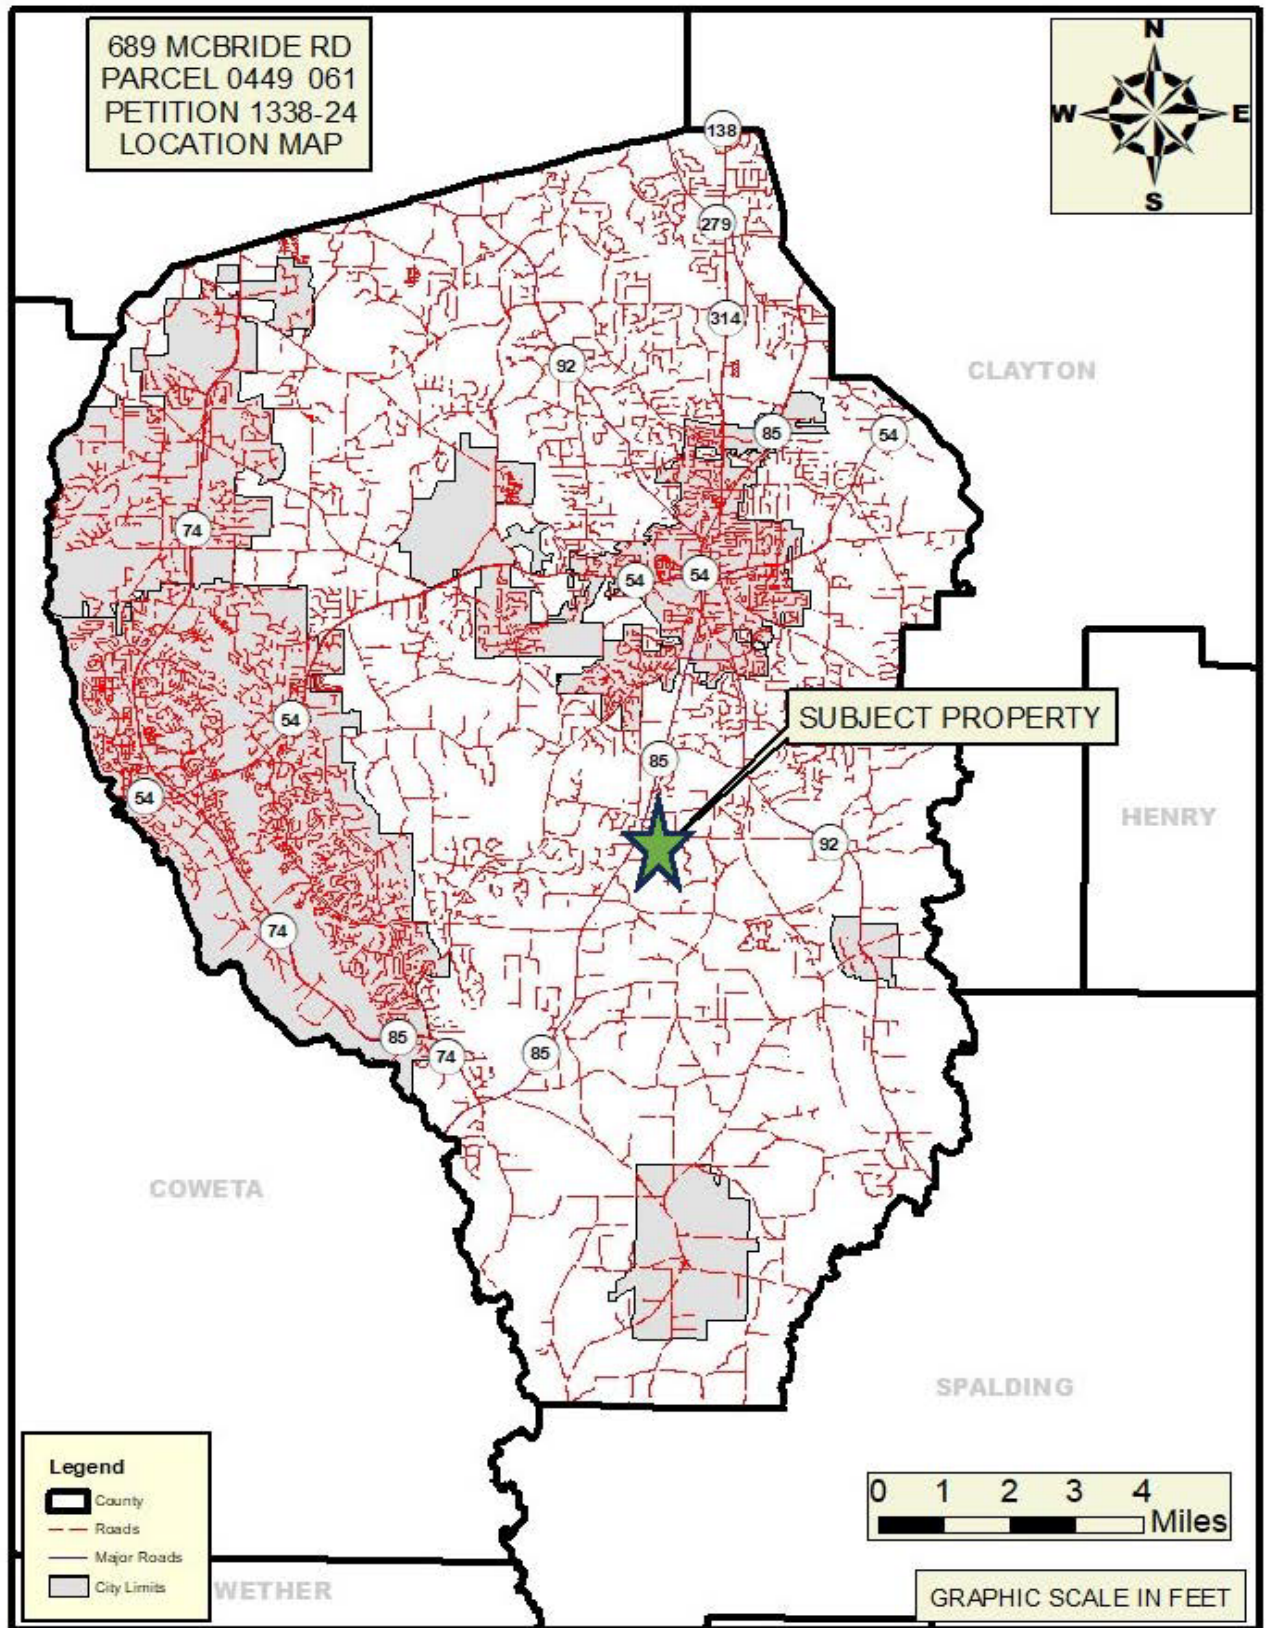 689 MCBRIDE RD
PARCEL 0449 061
PETITION 1338-24
LOCATION MAP
N
W
E
S
138
279
314
92
CLAYTON
85
54
74
54
54
54
SUBJECT PROPERTY
85
54
HENRY
92
74
85
74
85
COWETA
SPALDING
Legend
County
Roads
Major Roads
City Limits
WETHER
0 1 2 3 4
Miles
GRAPHIC SCALE IN FEET